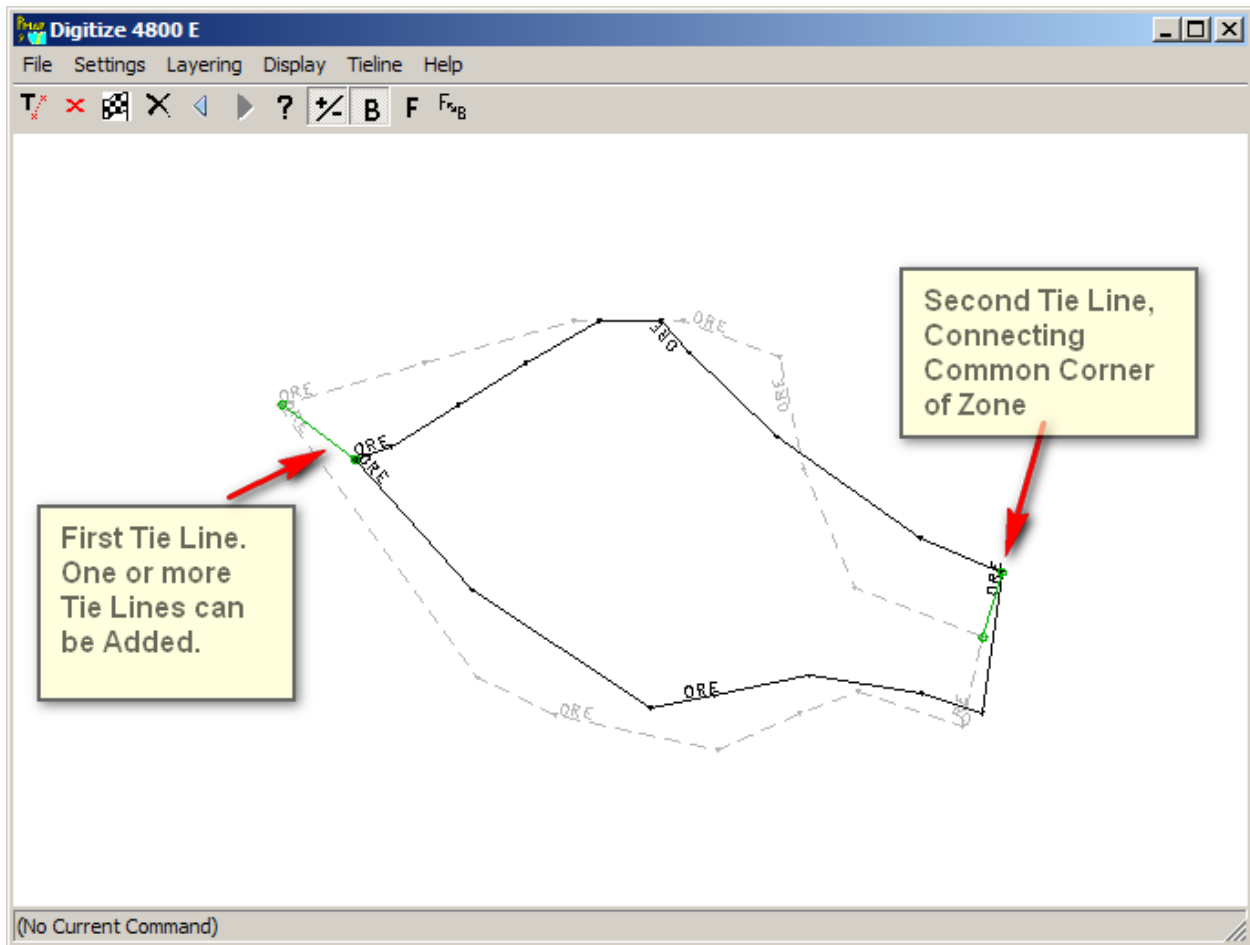 Digitize 4800 E
File Settings Layering Display Tieline Help
T ? +/- B F F B
ORE
ORE
ORE
ORE
ORE
ORE
ORE
ORE
ORE
ORE
ORE
ORE
Second Tie Line,
Connecting
Common Corner
of Zone
First Tie Line.
One or more
Tie Lines can
be Added.
(No Current Command)